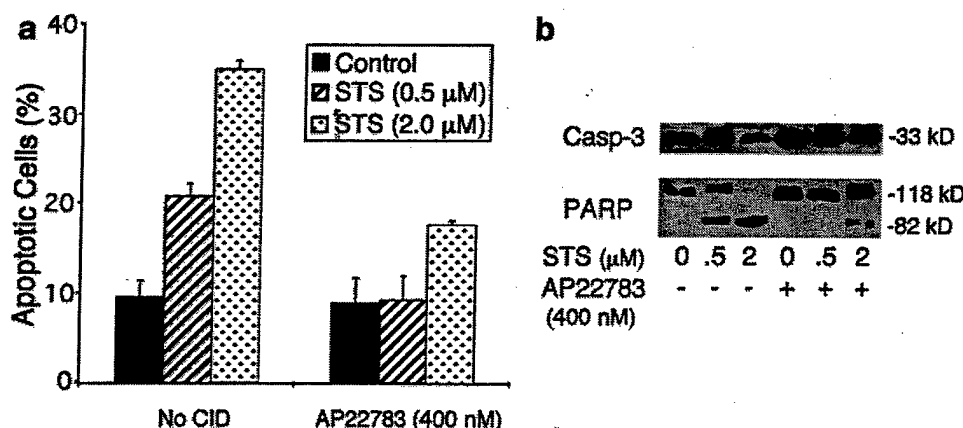 a
b
40
30
20
10
0
Apoptotic Cells (%)
Control
STS (0.5 μM)
STS (2.0 μM)
No CID
AP22783 (400 nM)
Casp-3
-33 kD
PARP
-118 kD
-82 kD
STS (μM) 0 .5 2 0 .5 2
AP22783 - - - + + +
(400 nM)